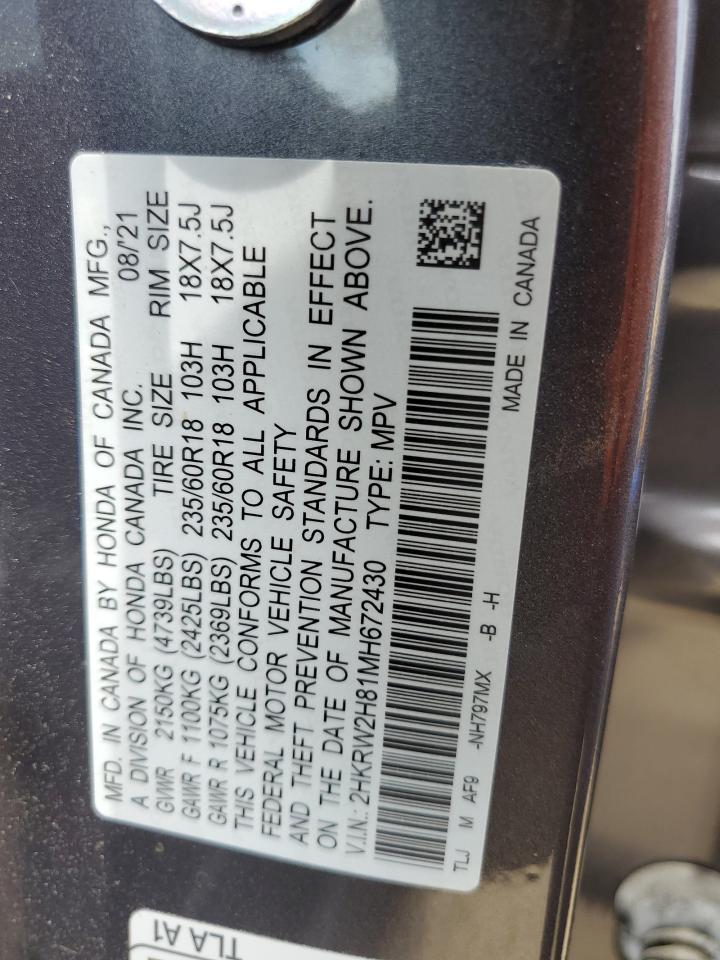 MFD. IN CANADA BY HONDA OF CANADA MFG.,
A DIVISION OF HONDA CANADA INC. 08/'21
GVWR 2150KG (4739LBS) TIRE SIZE RIM SIZE
GAWR F 1100KG (2425LBS) 235/60R18 103H 18X7.5J
GAWR R 1075KG (2369LBS) 235/60R18 103H 18X7.5J
THIS VEHICLE CONFORMS TO ALL APPLICABLE
FEDERAL MOTOR VEHICLE SAFETY
AND THEFT PREVENTION STANDARDS IN EFFECT
ON THE DATE OF MANUFACTURE SHOWN ABOVE.
V.I.N.: 2HKRW2H81MH672430 TYPE: MPV
TLJ M AF9 -NH797MX -B -H
MADE IN CANADA
TLA A1